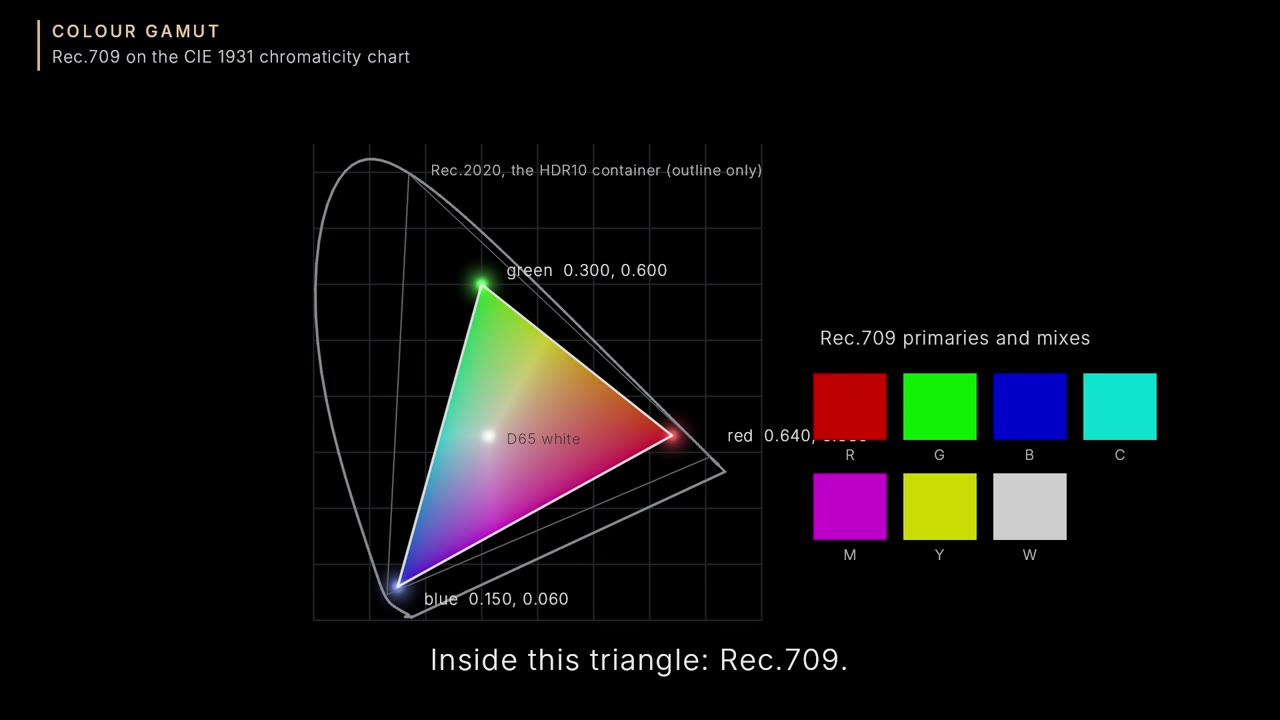 COLOUR GAMUT
Rec.709 on the CIE 1931 chromaticity chart
Rec.2020, the HDR10 container (outline only)
green 0.300, 0.600
D65 white
red 0.640,
blue 0.150, 0.060
Rec.709 primaries and mixes
R G B C
M Y W
Inside this triangle: Rec.709.